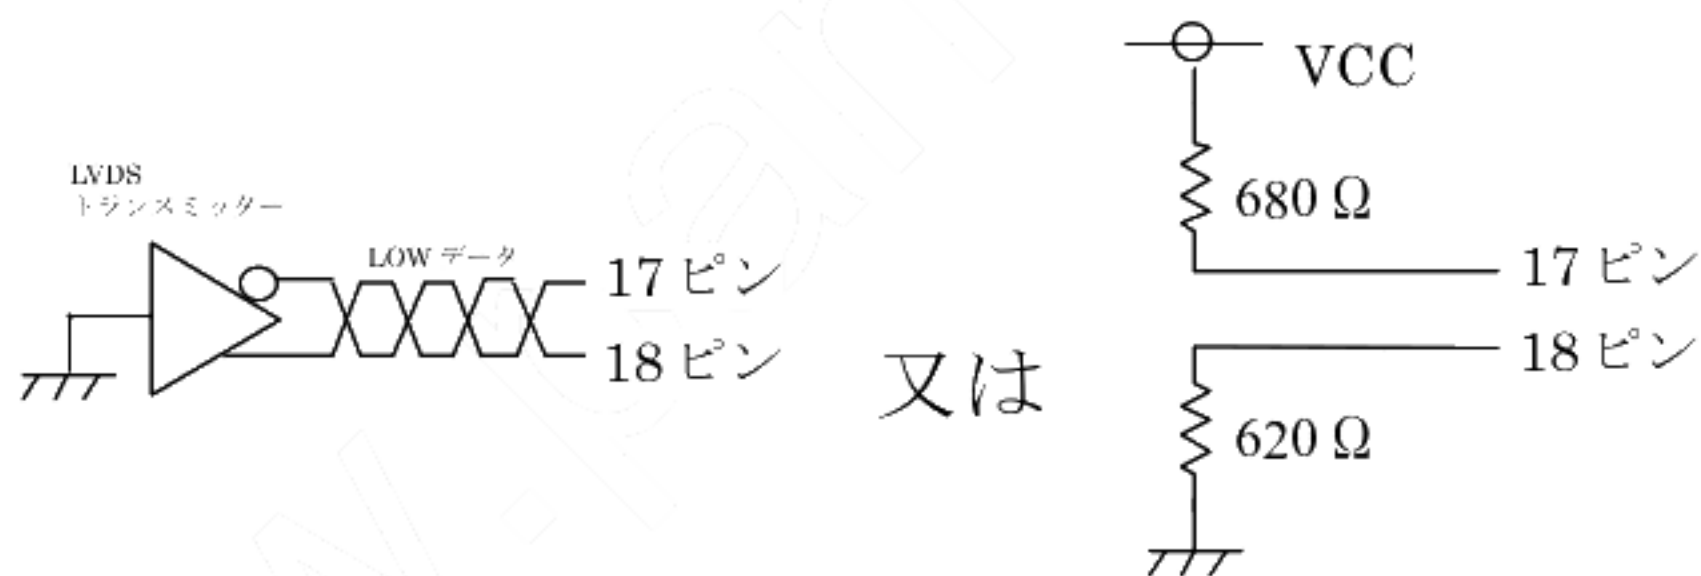 LVDS
トランスミッター
LOW データ
17 ピン
18 ピン
又は
VCC
680 Ω
17 ピン
18 ピン
620 Ω